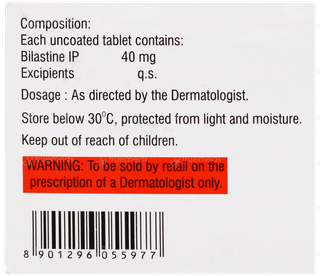 Composition:
Each uncoated tablet contains:
Bilastine IP 40 mg
Excipients q.s.
Dosage : As directed by the Dermatologist.
Store below 30°C, protected from light and moisture.
Keep out of reach of children.
WARNING: To be sold by retail on the
prescription of a Dermatologist only.
8 901296 055977